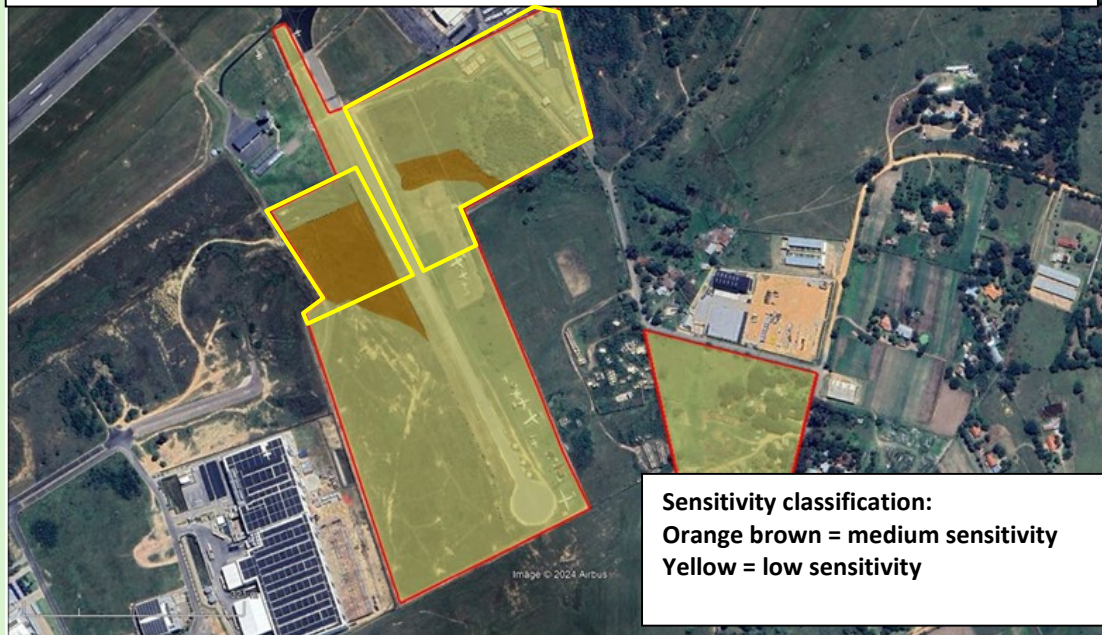 Image © 2024 Airbus
Sensitivity classification:
Orange brown = medium sensitivity
Yellow = low sensitivity